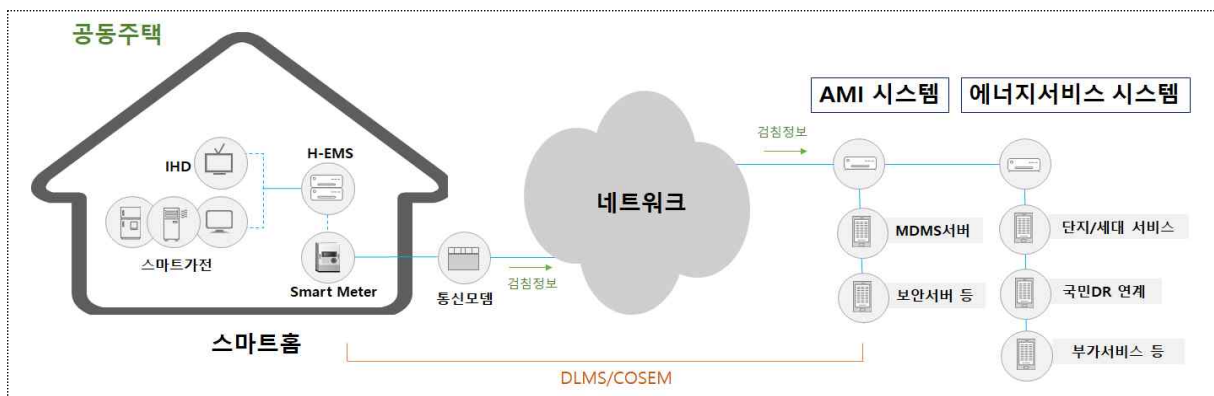 공동주택
AMI 시스템
에너지서비스 시스템
IHD
H-EMS
스마트가전
Smart Meter
통신모뎀
검침정보
네트워크
검침정보
MDMS서버
보안서버 등
단지/세대 서비스
국민DR 연계
부가서비스 등
스마트홈
DLMS/COSEM